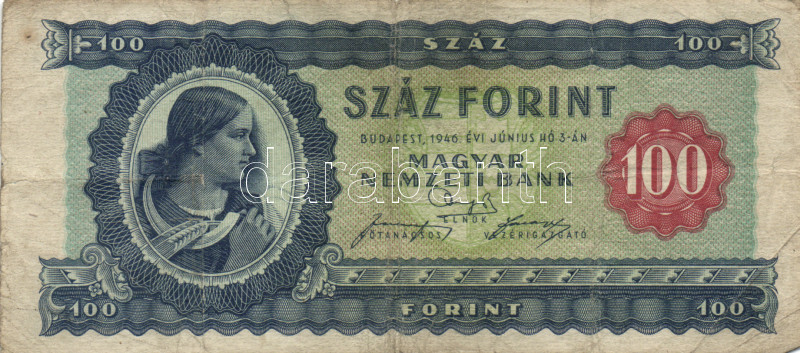 100 SZÁZ 100
SZÁZ FORINT
BUDAPEST, 1946. ÉVI JÚNIUS HÓ 3-ÁN
MAGYAR
NEMZETI BANK
100
darabanth
ELNÖK
FŐTANÁCSOS VEZÉRIGAZGATÓ
100 FORINT 100